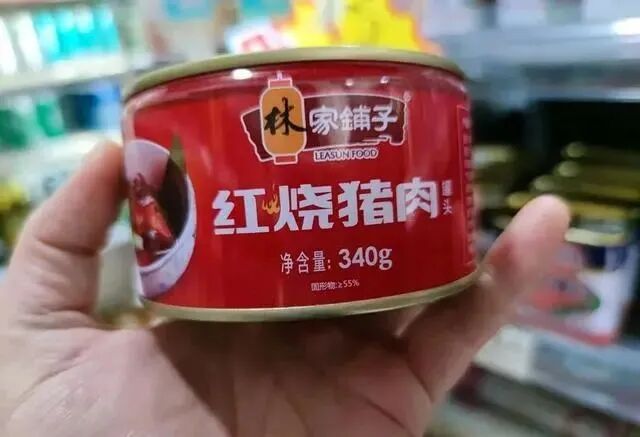 林家鋪子®
LEASUN FOOD
红烧猪肉罐头
净含量:340g
固形物:≥55%